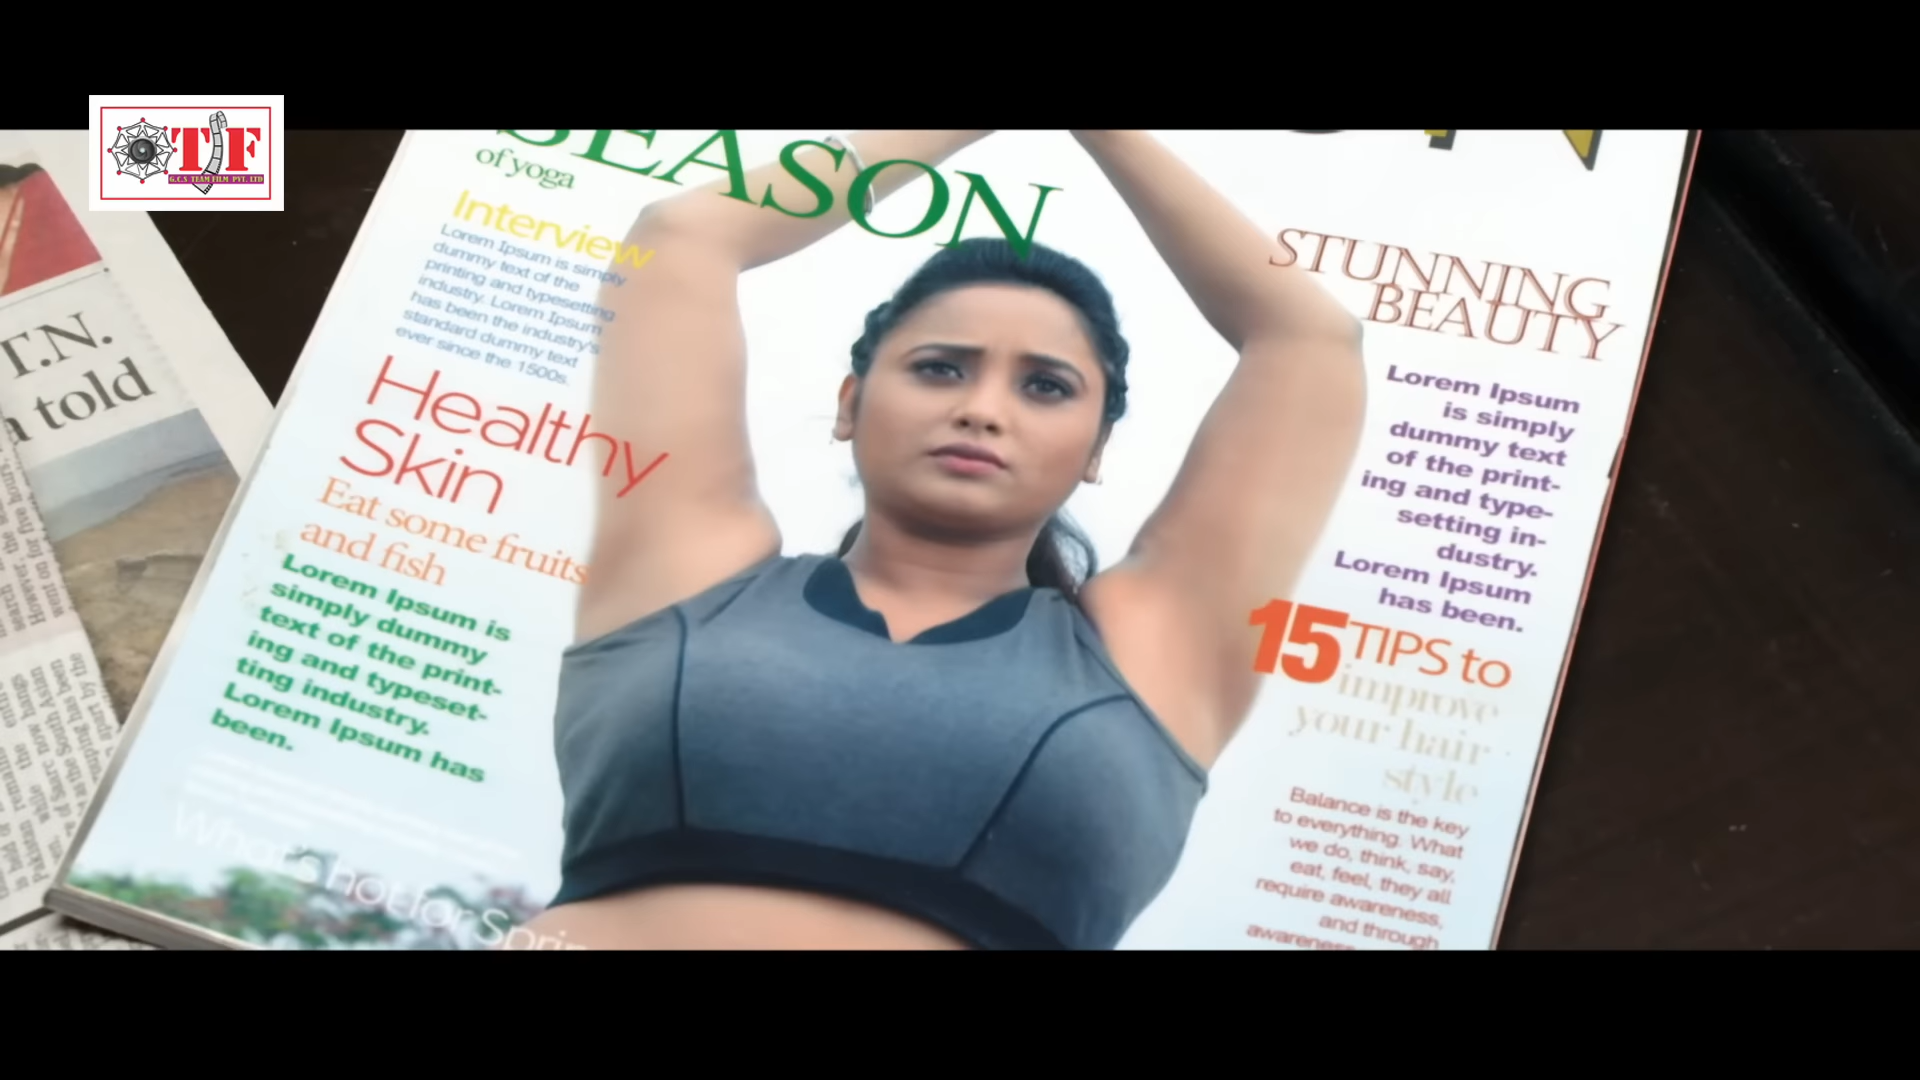 TF
G.C.S TEAM FILM PVT. LTD
T.N.
n told
SEASON
of yoga
Interview
Lorem Ipsum is simply
dummy text of the
printing and typesetting
industry. Lorem Ipsum
has been the industry's
standard dummy text
ever since the 1500s.
Healthy
Skin
Eat some fruits
and fish
Lorem Ipsum is
simply dummy
text of the print-
ing and typeset-
ting industry.
Lorem Ipsum has
been.
What's hot for Sprin
STUNNING
BEAUTY
Lorem Ipsum
is simply
dummy text
of the print-
ing and type-
setting in-
dustry.
Lorem Ipsum
has been.
15 TIPS to
improve
your hair
style
Balance is the key
to everything. What
we do, think, say,
eat, feel, they all
require awareness,
and through
awareness